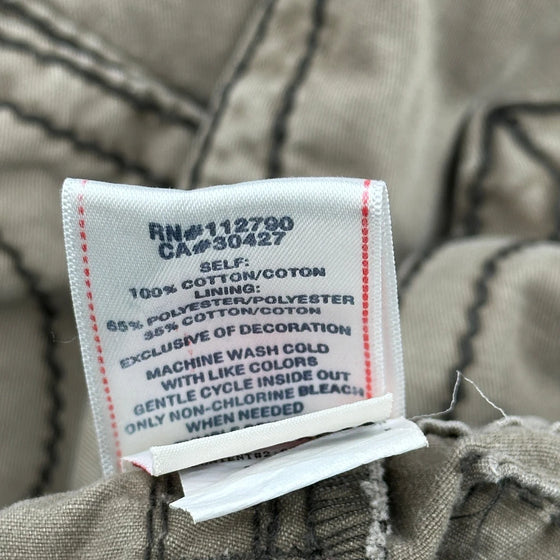 RN#112790
CA#30427
SELF:
100% COTTON/COTON
LINING:
65% POLYESTER/POLYESTER
35% COTTON/COTON
EXCLUSIVE OF DECORATION
MACHINE WASH COLD
WITH LIKE COLORS
GENTLE CYCLE INSIDE OUT
ONLY NON-CHLORINE BLEACH
WHEN NEEDED